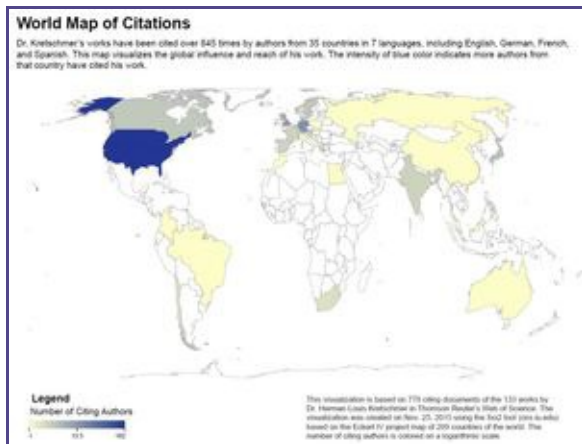 World Map of Citations
Dr. Kretschmer's works have been cited over 845 times by authors from 35 countries in 7 languages, including English, German, French,
and Spanish. This map visualizes the global influence and reach of his work. The intensity of blue color indicates more authors from
that country have cited his work.
Legend
Number of Citing Authors
This visualization is based on 778 citing documents of the 133 works by
Dr. Herman Louis Kretschmer in Thomson Reuter's Web of Science. The
visualization was created on Nov. 23, 2015 using the Sci2 tool
based on the Eckert IV project map of 209 countries of the world. The
number of citing authors is colored on a logarithmic scale.